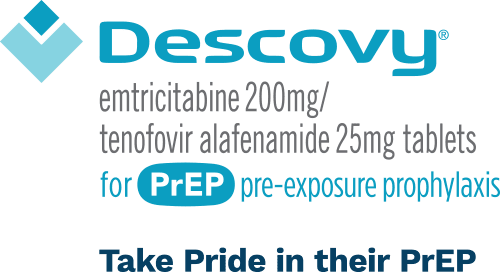 Descovy®
emtricitabine 200mg/
tenofovir alafenamide 25mg tablets
for PrEP pre-exposure prophylaxis
Take Pride in their PrEP